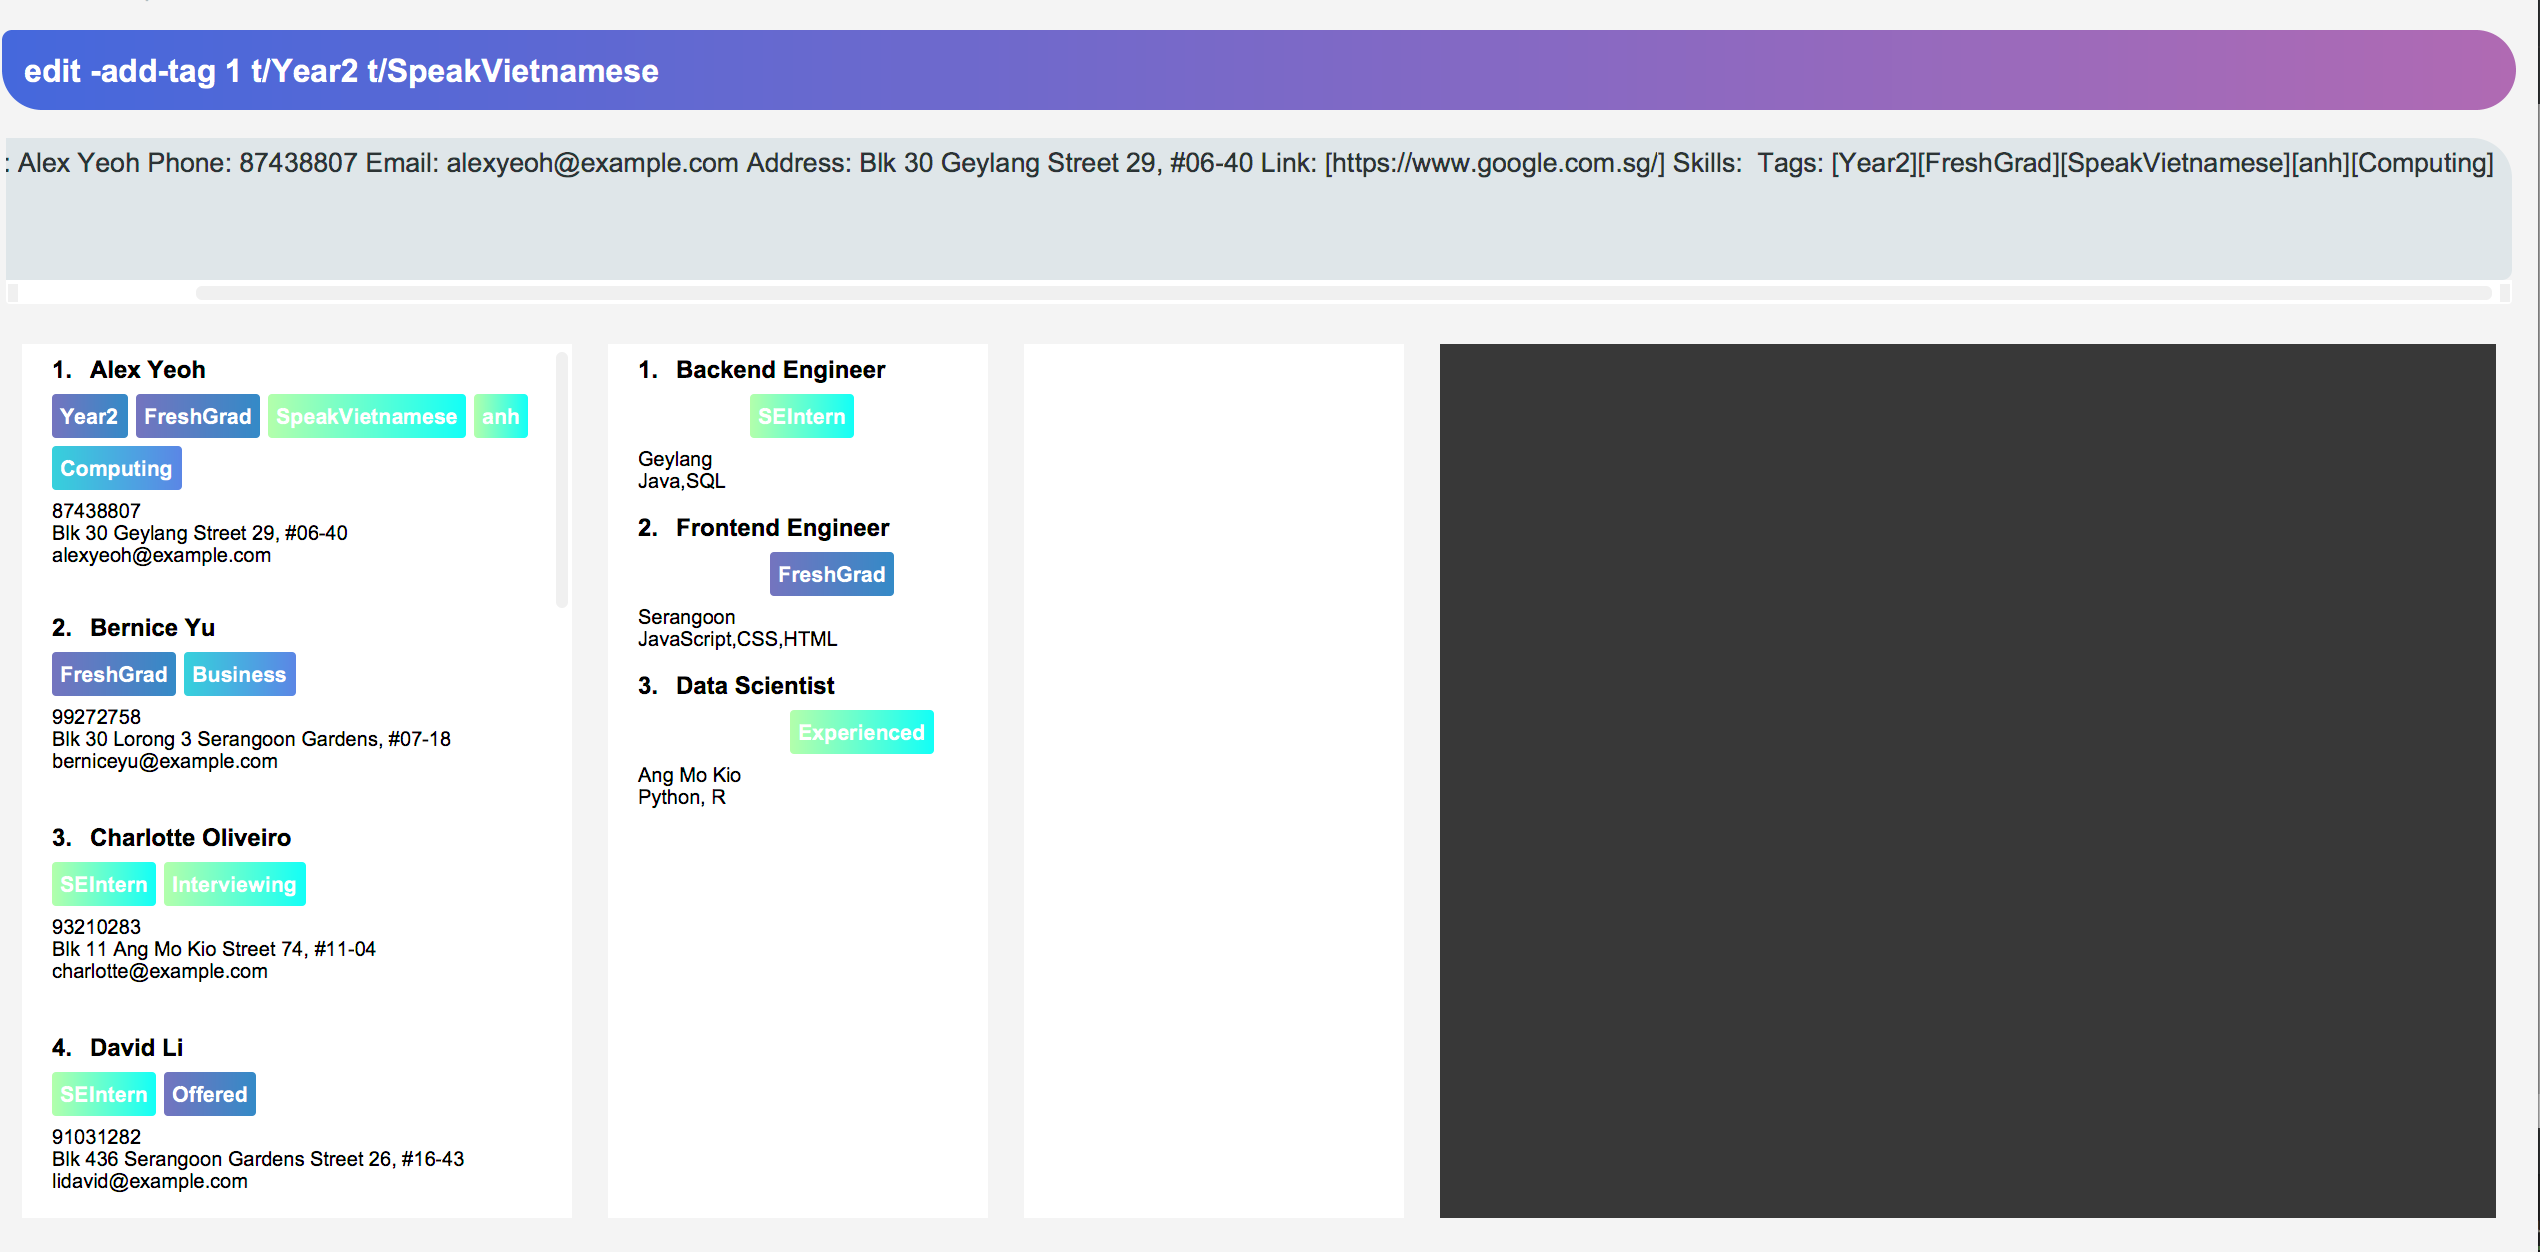 edit -add-tag 1 t/Year2 t/SpeakVietnamese
: Alex Yeoh Phone: 87438807 Email: alexyeoh@example.com Address: Blk 30 Geylang Street 29, #06-40 Link: [https://www.google.com.sg/] Skills:  Tags: [Year2][FreshGrad][SpeakVietnamese][anh][Computing]
1. Alex Yeoh
Year2 FreshGrad SpeakVietnamese anh
Computing
87438807
Blk 30 Geylang Street 29, #06-40
alexyeoh@example.com
2. Bernice Yu
FreshGrad Business
99272758
Blk 30 Lorong 3 Serangoon Gardens, #07-18
berniceyu@example.com
3. Charlotte Oliveiro
SEIntern Interviewing
93210283
Blk 11 Ang Mo Kio Street 74, #11-04
charlotte@example.com
4. David Li
SEIntern Offered
91031282
Blk 436 Serangoon Gardens Street 26, #16-43
lidavid@example.com
1. Backend Engineer
SEIntern
Geylang
Java,SQL
2. Frontend Engineer
FreshGrad
Serangoon
JavaScript,CSS,HTML
3. Data Scientist
Experienced
Ang Mo Kio
Python, R